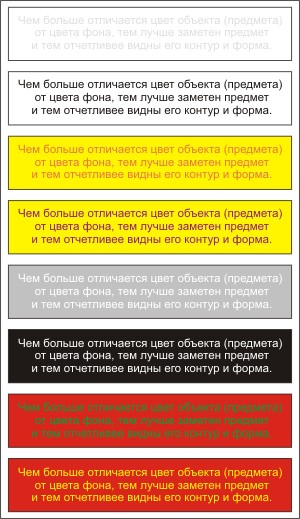 Чем больше отличается цвет объекта (предмета)
от цвета фона, тем лучше заметен предмет
и тем отчетливее видны его контур и форма.
Чем больше отличается цвет объекта (предмета)
от цвета фона, тем лучше заметен предмет
и тем отчетливее видны его контур и форма.
Чем больше отличается цвет объекта (предмета)
от цвета фона, тем лучше заметен предмет
и тем отчетливее видны его контур и форма.
Чем больше отличается цвет объекта (предмета)
от цвета фона, тем лучше заметен предмет
и тем отчетливее видны его контур и форма.
Чем больше отличается цвет объекта (предмета)
от цвета фона, тем лучше заметен предмет
и тем отчетливее видны его контур и форма.
Чем больше отличается цвет объекта (предмета)
от цвета фона, тем лучше заметен предмет
и тем отчетливее видны его контур и форма.
Чем больше отличается цвет объекта (предмета)
от цвета фона, тем лучше заметен предмет
и тем отчетливее видны его контур и форма.
Чем больше отличается цвет объекта (предмета)
от цвета фона, тем лучше заметен предмет
и тем отчетливее видны его контур и форма.